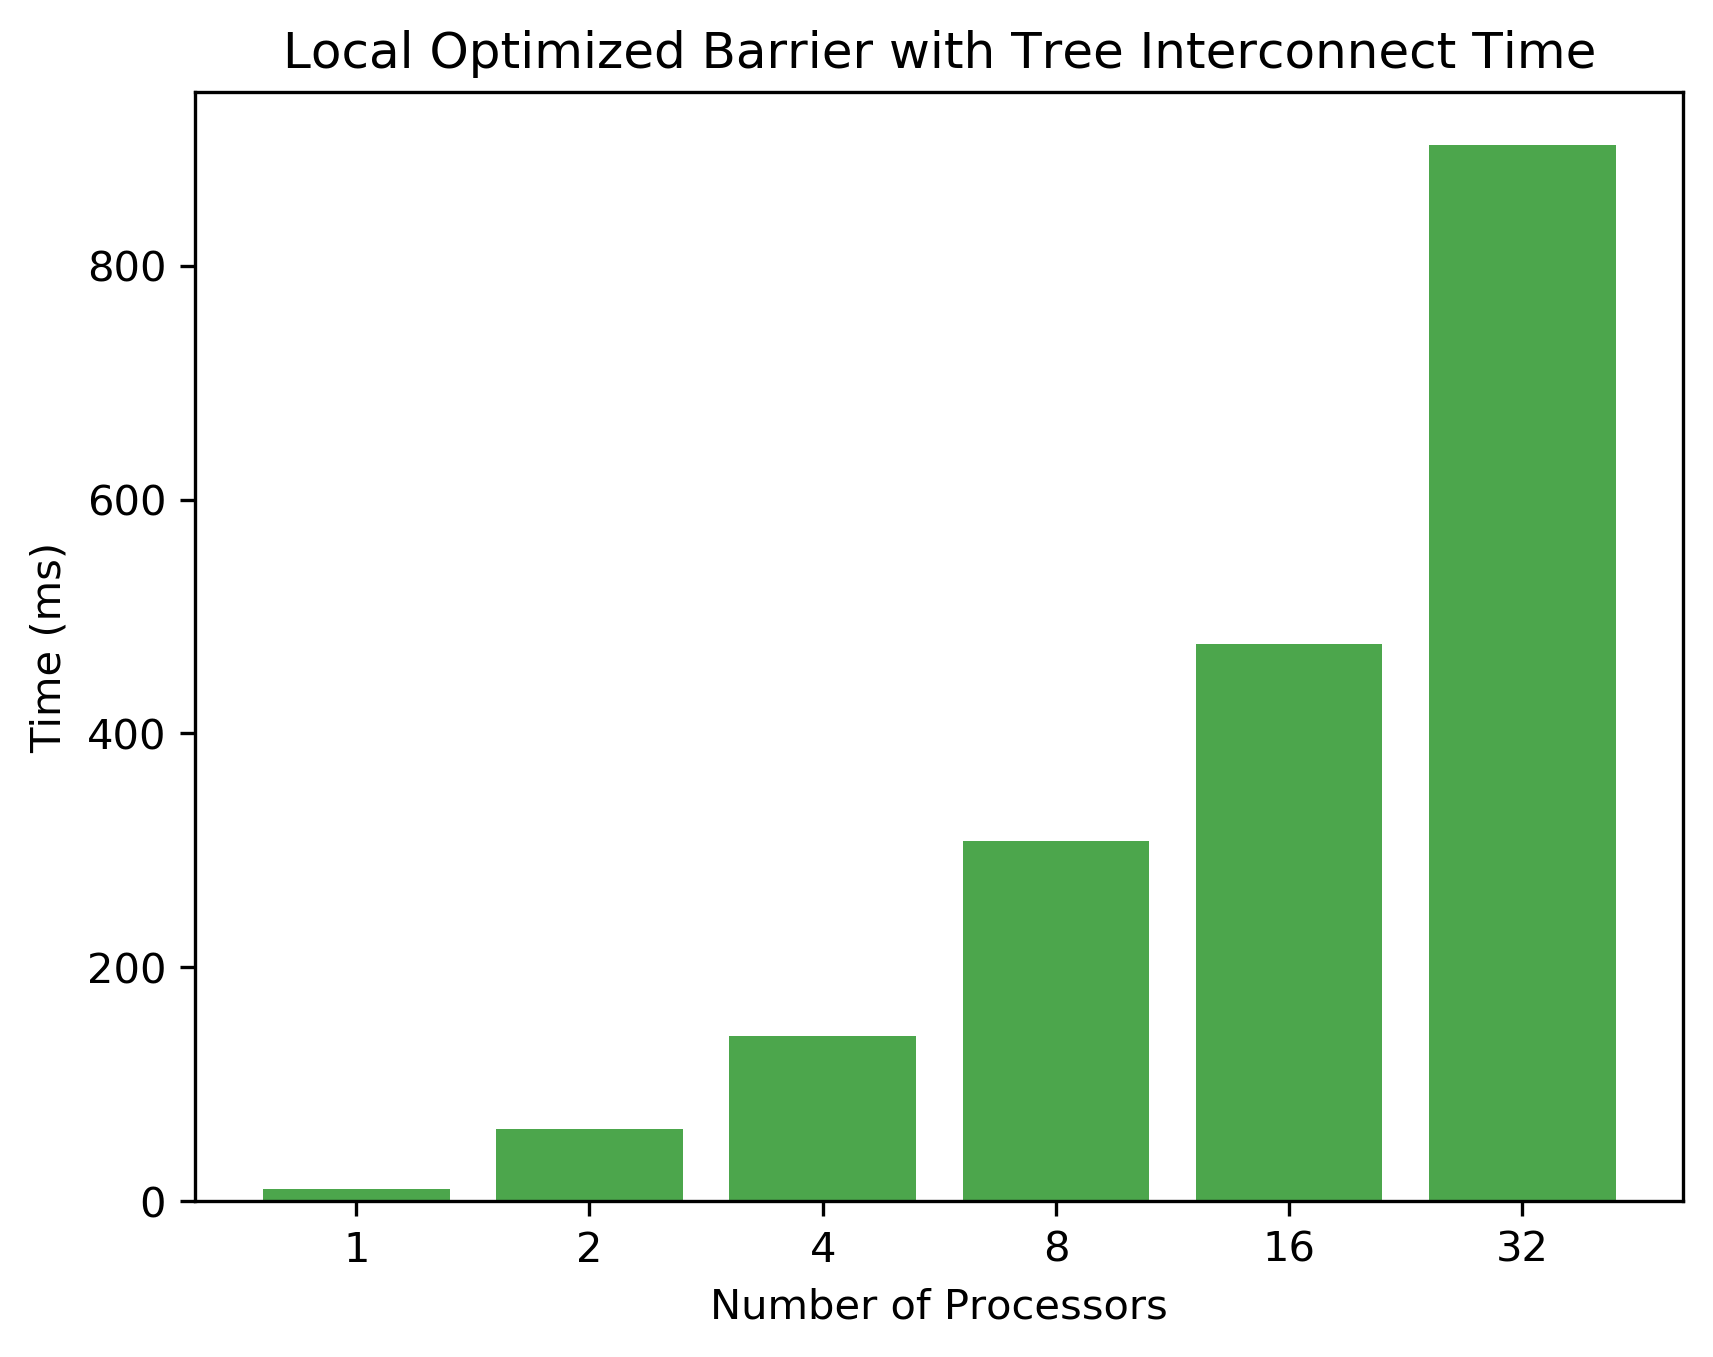 Local Optimized Barrier with Tree Interconnect Time
800
600
400
200
0
Time (ms)
1 2 4 8 16 32
Number of Processors